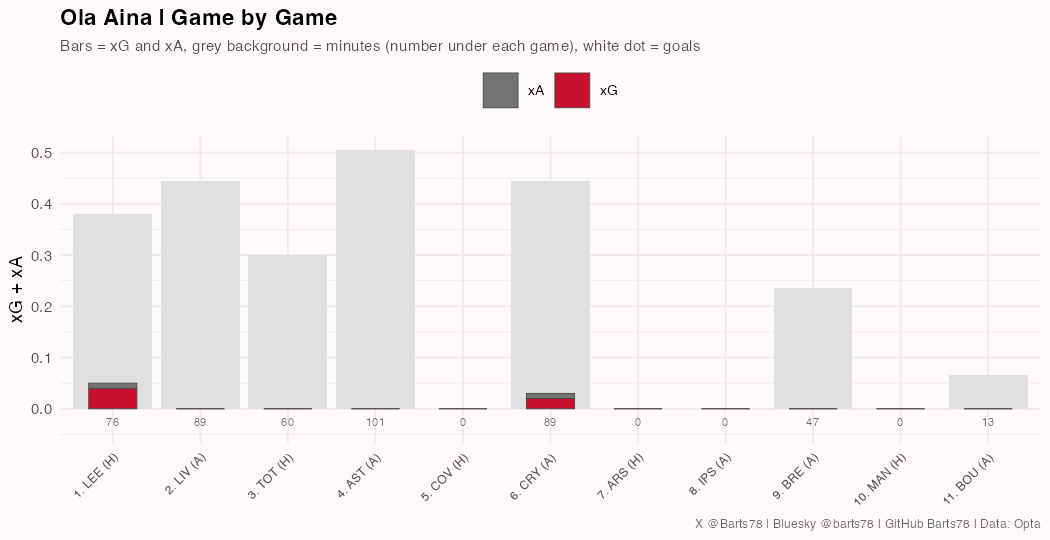 Ola Aina | Game by Game
Bars = xG and xA, grey background = minutes (number under each game), white dot = goals
xA xG
xG + xA
0.5
0.4
0.3
0.2
0.1
0.0
76 89 60 101 0 89 0 0 47 0 13
1. LEE (H) 2. LIV (A) 3. TOT (H) 4. AST (A) 5. COV (H) 6. CRY (A) 7. ARS (H) 8. IPS (A) 9. BRE (A) 10. MAN (H) 11. BOU (A)
X @Barts78 | Bluesky @barts78 | GitHub Barts78 | Data: Opta